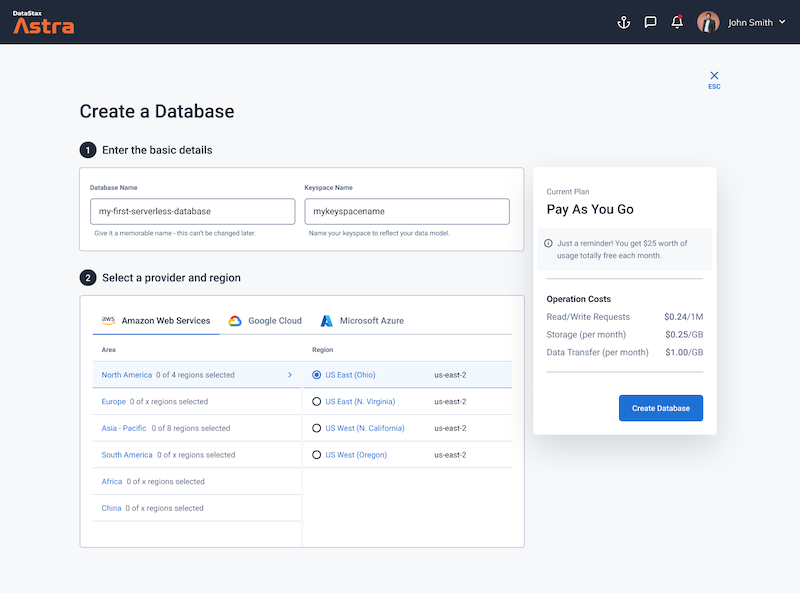 DataStax
Astra
John Smith
ESC
Create a Database
1 Enter the basic details
Database Name
my-first-serverless-database
Give it a memorable name - this can't be changed later.
Keyspace Name
mykeyspacename
Name your keyspace to reflect your data model.
2 Select a provider and region
aws Amazon Web Services
Google Cloud
Microsoft Azure
Area
Region
North America 0 of 4 regions selected
US East (Ohio) us-east-2
Europe 0 of x regions selected
US East (N. Virginia) us-east-2
Asia - Pacific 0 of 8 regions selected
US West (N. California) us-east-2
South America 0 of x regions selected
US West (Oregon) us-east-2
Africa 0 of x regions selected
China 0 of x regions selected
Current Plan
Pay As You Go
Just a reminder! You get $25 worth of
usage totally free each month.
Operation Costs
Read/Write Requests $0.24/1M
Storage (per month) $0.25/GB
Data Transfer (per month) $1.00/GB
Create Database